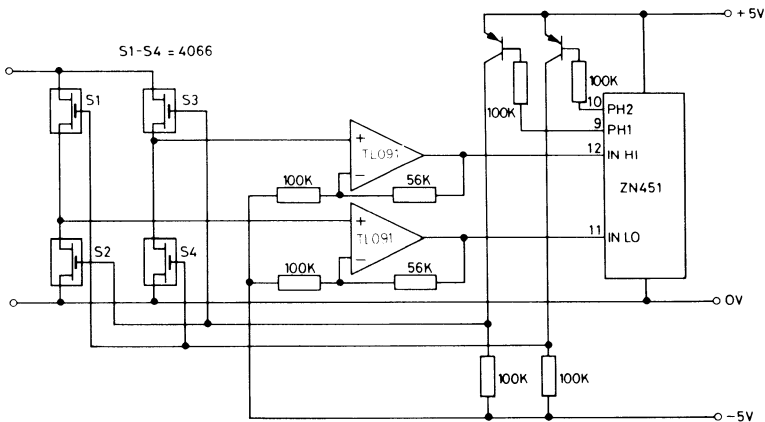 +5V
S1-S4 = 4066
S1
S3
100K
100K
10 PH2
9 PH1
12 IN HI
TL091
100K
56K
ZN451
11 IN LO
TL091
S2
S4
100K
56K
0V
100K
100K
-5V